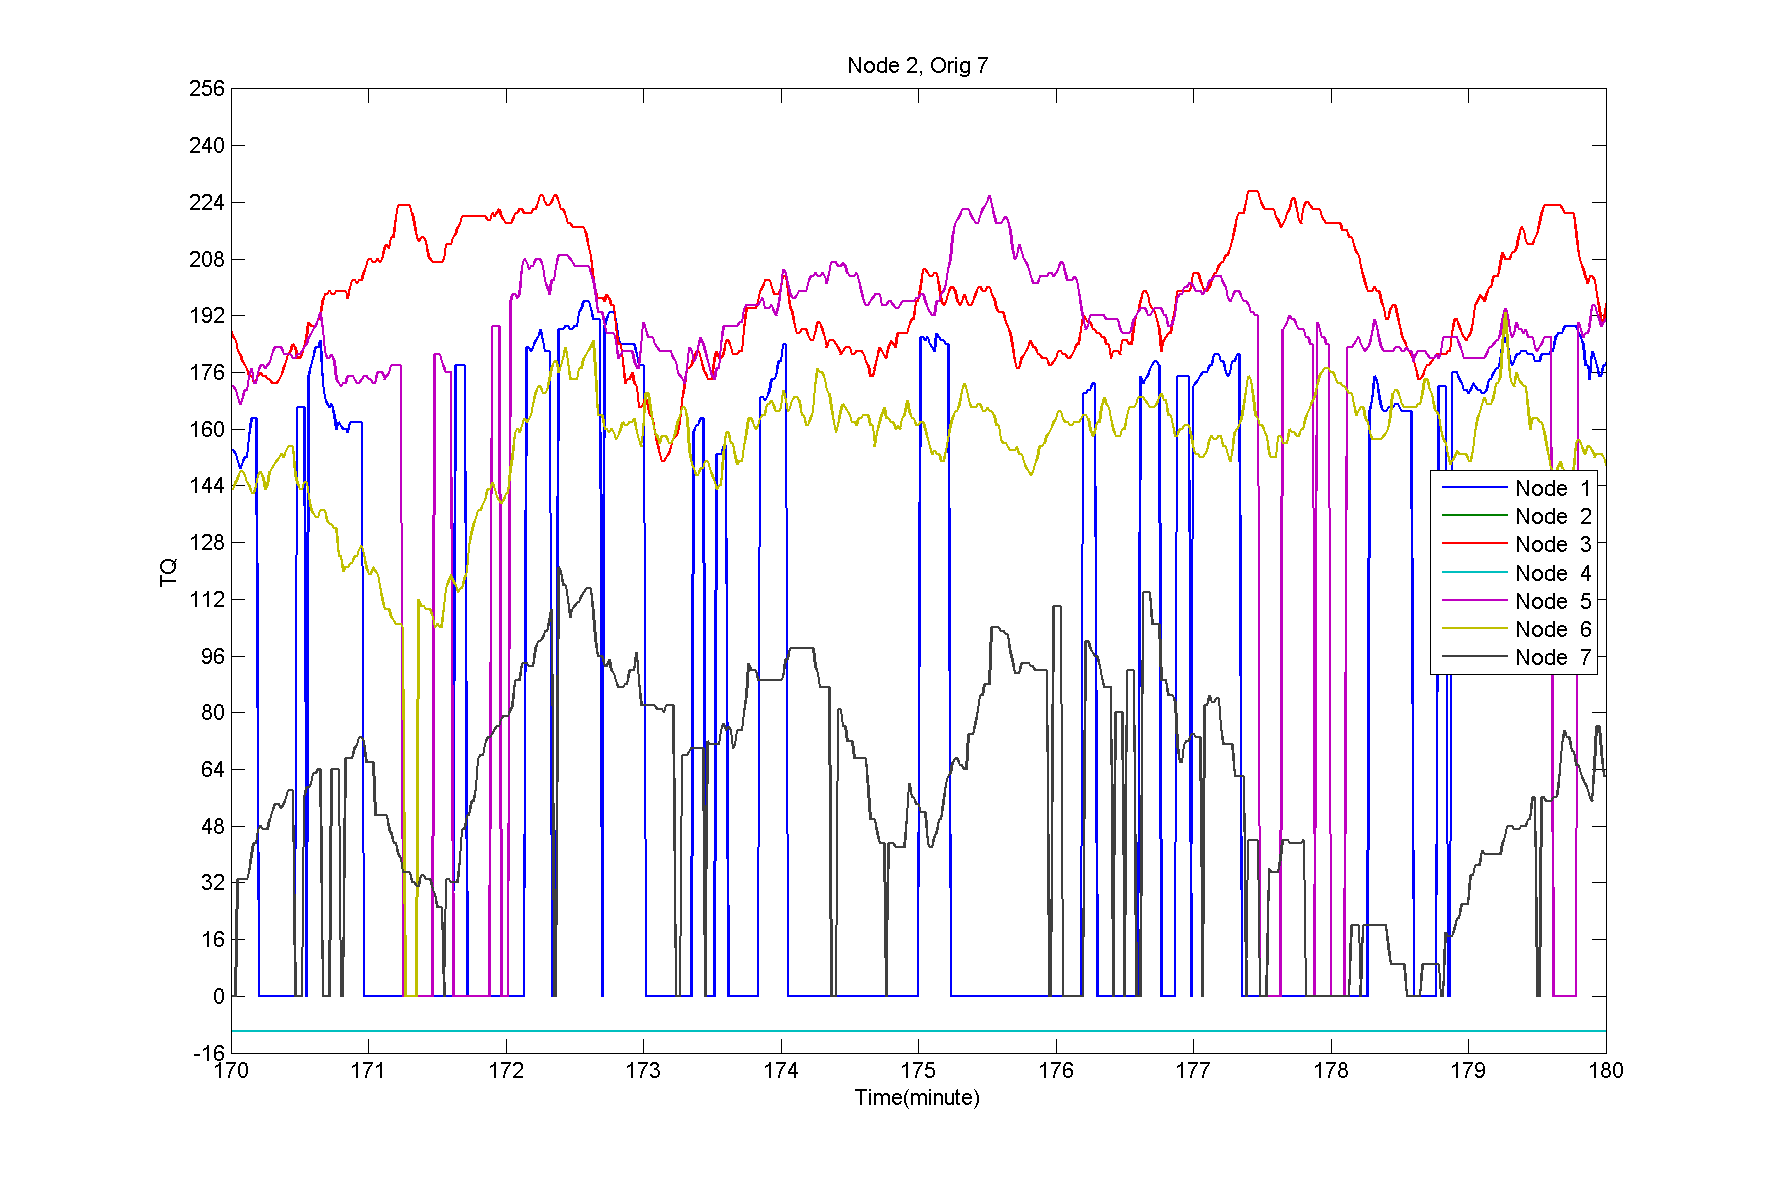 Node 2, Orig 7
256
240
224
208
192
176
160
144
128
112
96
80
64
48
32
16
0
-16
TQ
170 171 172 173 174 175 176 177 178 179 180
Time(minute)
Node 1
Node 2
Node 3
Node 4
Node 5
Node 6
Node 7